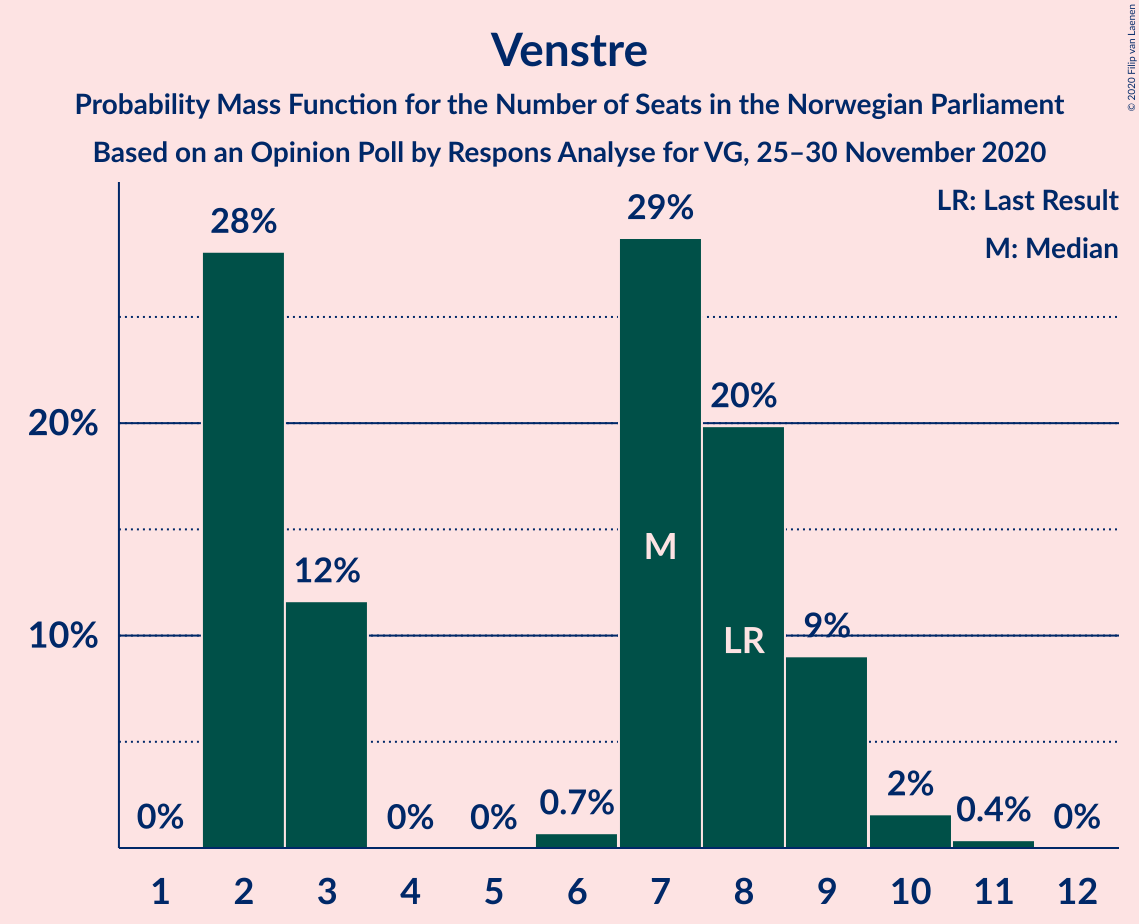 Venstre
Probability Mass Function for the Number of Seats in the Norwegian Parliament
Based on an Opinion Poll by Respons Analyse for VG, 25–30 November 2020
© 2020 Filip van Laenen
LR: Last Result
M: Median
28%
29%
20%
20%
12%
10%
9%
M
LR
0%
0%
0%
0.7%
2%
0.4%
0%
1 2 3 4 5 6 7 8 9 10 11 12